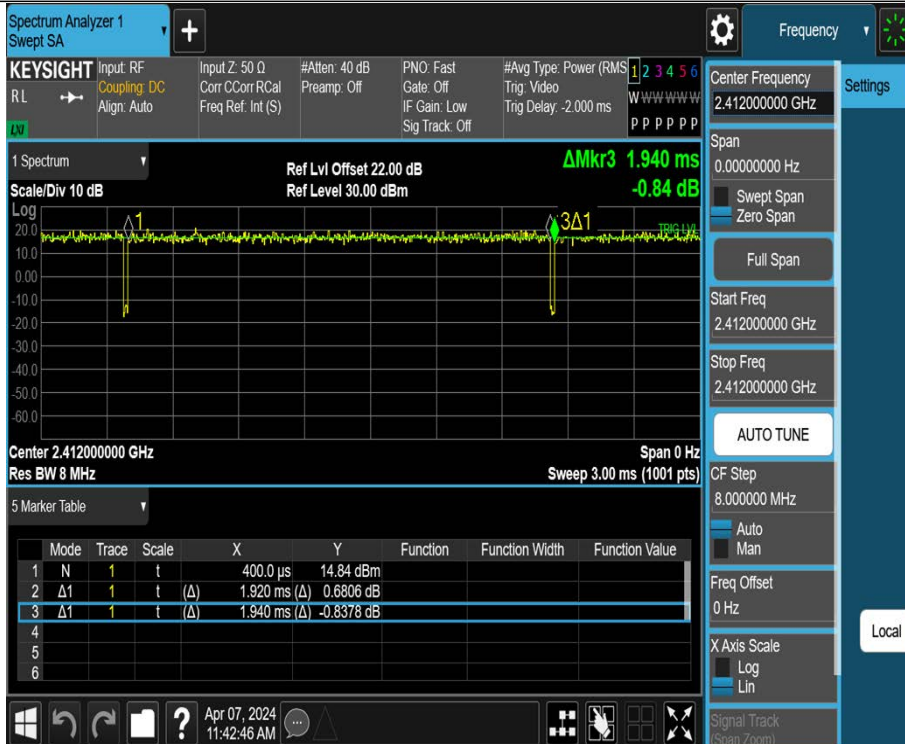 Spectrum Analyzer 1
Swept SA
Frequency
KEYSIGHT
RL
LXI
Input: RF
Coupling: DC
Align: Auto
Input Z: 50 Ω
Corr CCorr RCal
Freq Ref: Int (S)
#Atten: 40 dB
Preamp: Off
PNO: Fast
Gate: Off
IF Gain: Low
Sig Track: Off
#Avg Type: Power (RMS
Trig: Video
Trig Delay: -2.000 ms
1 2 3 4 5 6
W W W W W W
P P P P P P
1 Spectrum
Scale/Div 10 dB
Ref Lvl Offset 22.00 dB
Ref Level 30.00 dBm
ΔMkr3 1.940 ms
-0.84 dB
Log
20.0
10.0
0.00
-10.0
-20.0
-30.0
-40.0
-50.0
-60.0
1
3Δ1
TRIG LVL
Center 2.412000000 GHz
Res BW 8 MHz
Span 0 Hz
Sweep 3.00 ms (1001 pts)
5 Marker Table
Mode Trace Scale X Y Function Function Width Function Value
1 N 1 t 400.0 µs 14.84 dBm
2 Δ1 1 t (Δ) 1.920 ms (Δ) 0.6806 dB
3 Δ1 1 t (Δ) 1.940 ms (Δ) -0.8378 dB
4
5
6
Apr 07, 2024
11:42:46 AM
Center Frequency
2.412000000 GHz
Span
0.00000000 Hz
Swept Span
Zero Span
Full Span
Start Freq
2.412000000 GHz
Stop Freq
2.412000000 GHz
AUTO TUNE
CF Step
8.000000 MHz
Auto
Man
Freq Offset
0 Hz
X Axis Scale
Log
Lin
Signal Track
(Span Zoom)
Settings
Local